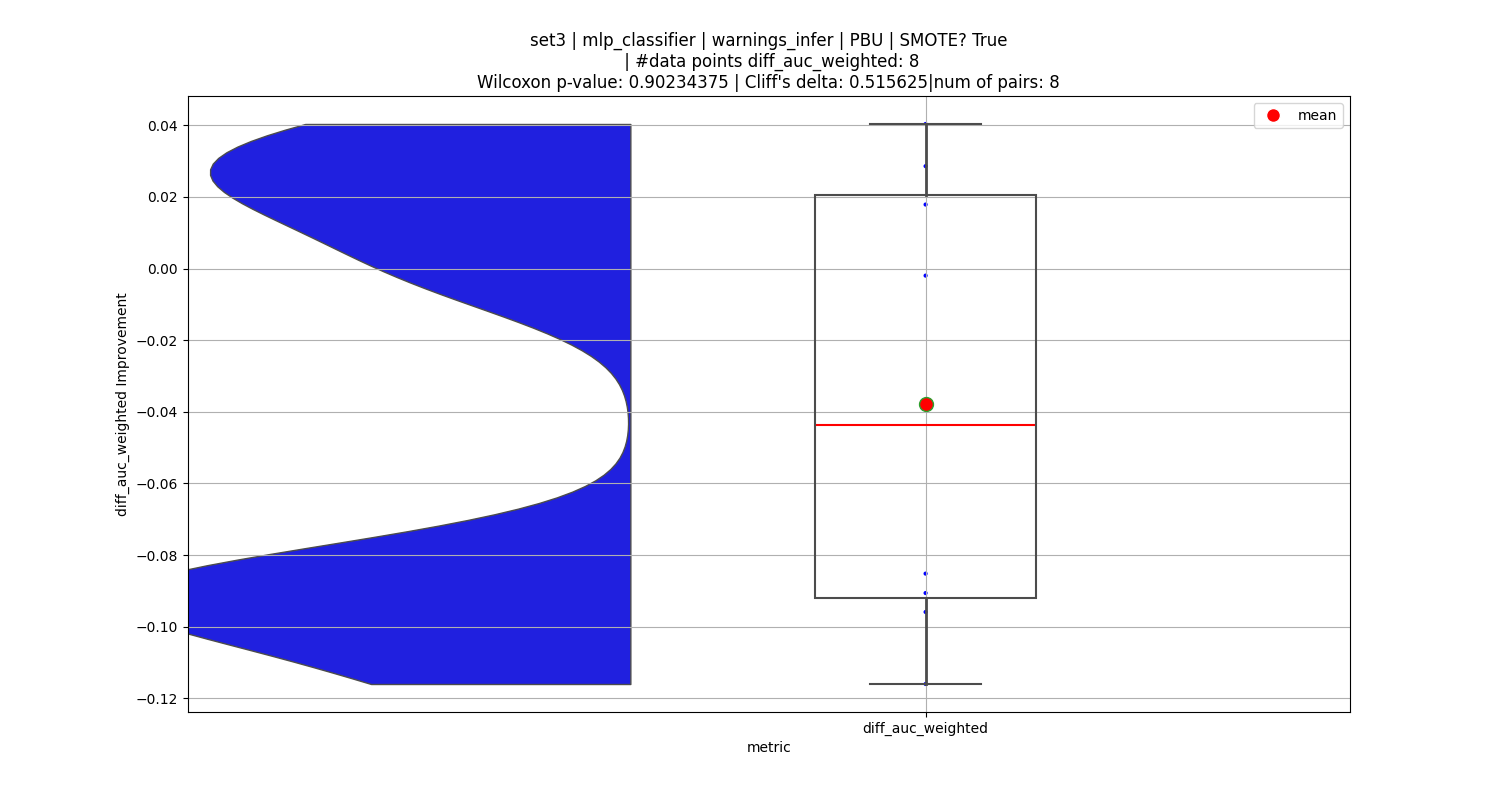 set3 | mlp_classifier | warnings_infer | PBU | SMOTE? True
| #data points diff_auc_weighted: 8
Wilcoxon p-value: 0.90234375 | Cliff's delta: 0.515625|num of pairs: 8
mean
0.04
0.02
0.00
−0.02
−0.04
−0.06
−0.08
−0.10
−0.12
diff_auc_weighted Improvement
diff_auc_weighted
metric